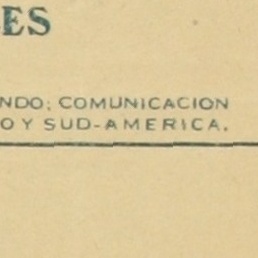 ES
NDO; COMUNICACION
O Y SUD-AMERICA.